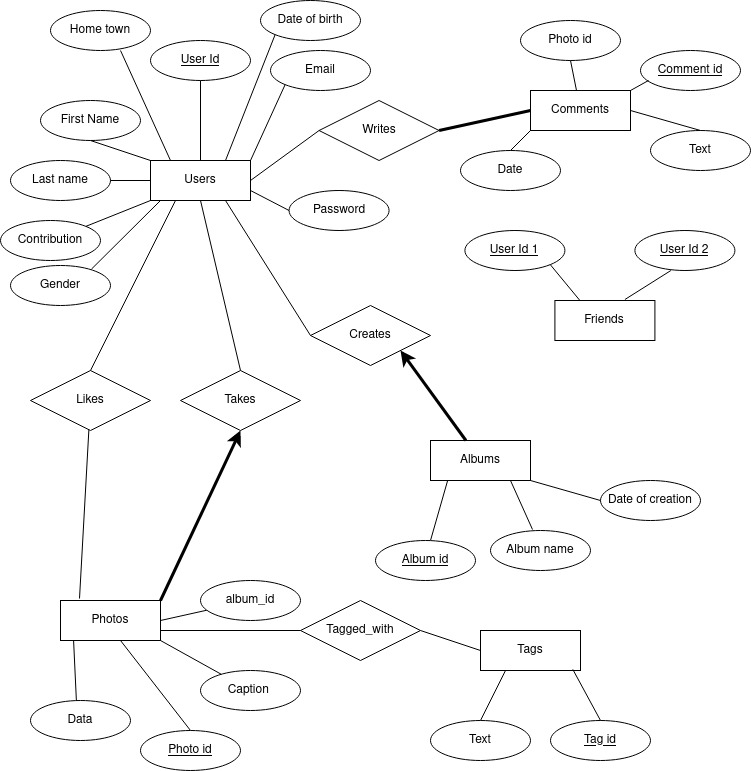 Date of birth
Home town
Photo id
User Id
Email
Comment id
Comments
First Name
Writes
Text
Date
Last name
Users
Password
Contribution
User Id 1
User Id 2
Gender
Friends
Creates
Likes
Takes
Albums
Date of creation
Album name
Album id
album_id
Photos
Tagged_with
Tags
Caption
Data
Photo id
Text
Tag id